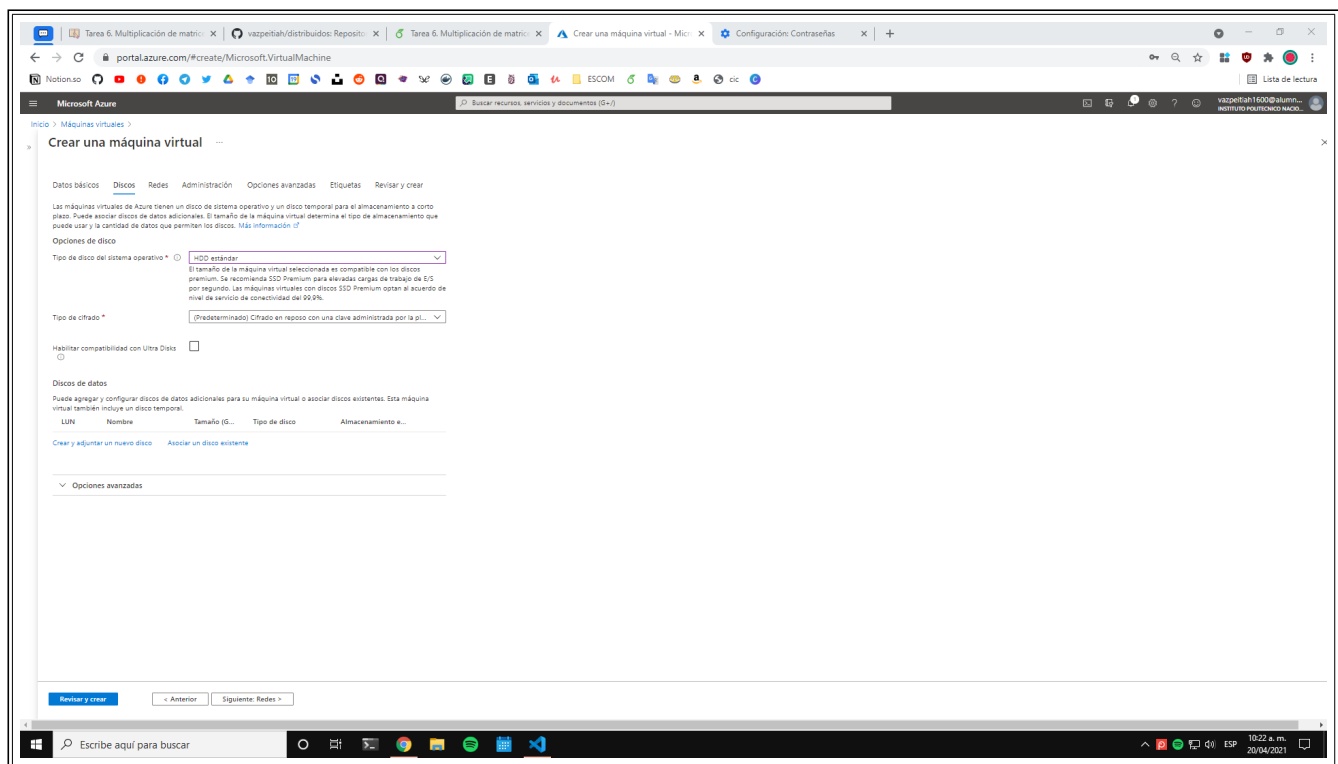 Tarea 6. Multiplicación de matric
vazpeitiah/distribuidos: Reposito
Tarea 6. Multiplicación de matric
Crear una máquina virtual - Micr
Configuración: Contraseñas
portal.azure.com/#create/Microsoft.VirtualMachine
Notion.so
ESCOM
cic
Lista de lectura
Microsoft Azure
Buscar recursos, servicios y documentos (G+/)
vazpeitiah1600@alumn...
INSTITUTO POLITECNICO NACIO...
Inicio > Máquinas virtuales >
Crear una máquina virtual ...
Datos básicos Discos Redes Administración Opciones avanzadas Etiquetas Revisar y crear
Las máquinas virtuales de Azure tienen un disco de sistema operativo y un disco temporal para el almacenamiento a corto
plazo. Puede asociar discos de datos adicionales. El tamaño de la máquina virtual determina el tipo de almacenamiento que
puede usar y la cantidad de datos que permiten los discos. Más información
Opciones de disco
Tipo de disco del sistema operativo * HDD estándar
El tamaño de la máquina virtual seleccionada es compatible con los discos
premium. Se recomienda SSD Premium para elevadas cargas de trabajo de E/S
por segundo. Las máquinas virtuales con discos SSD Premium optan al acuerdo de
nivel de servicio de conectividad del 99,9%.
Tipo de cifrado * (Predeterminado) Cifrado en reposo con una clave administrada por la pl...
Habilitar compatibilidad con Ultra Disks
Discos de datos
Puede agregar y configurar discos de datos adicionales para su máquina virtual o asociar discos existentes. Esta máquina
virtual también incluye un disco temporal.
LUN Nombre Tamaño (G... Tipo de disco Almacenamiento e...
Crear y adjuntar un nuevo disco Asociar un disco existente
Opciones avanzadas
Revisar y crear < Anterior Siguiente: Redes >
Escribe aquí para buscar
ESP
10:22 a. m.
20/04/2021